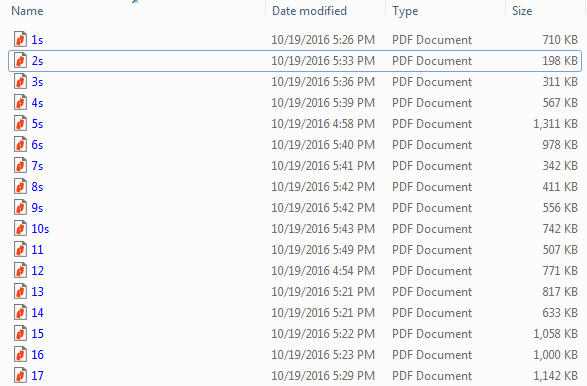 Name Date modified Type Size
1s 10/19/2016 5:26 PM PDF Document 710 KB
2s 10/19/2016 5:33 PM PDF Document 198 KB
3s 10/19/2016 5:36 PM PDF Document 311 KB
4s 10/19/2016 5:39 PM PDF Document 567 KB
5s 10/19/2016 4:58 PM PDF Document 1,311 KB
6s 10/19/2016 5:40 PM PDF Document 978 KB
7s 10/19/2016 5:41 PM PDF Document 342 KB
8s 10/19/2016 5:42 PM PDF Document 411 KB
9s 10/19/2016 5:42 PM PDF Document 556 KB
10s 10/19/2016 5:43 PM PDF Document 742 KB
11 10/19/2016 5:49 PM PDF Document 507 KB
12 10/19/2016 4:54 PM PDF Document 771 KB
13 10/19/2016 5:21 PM PDF Document 817 KB
14 10/19/2016 5:21 PM PDF Document 633 KB
15 10/19/2016 5:22 PM PDF Document 1,058 KB
16 10/19/2016 5:23 PM PDF Document 1,000 KB
17 10/19/2016 5:29 PM PDF Document 1,142 KB